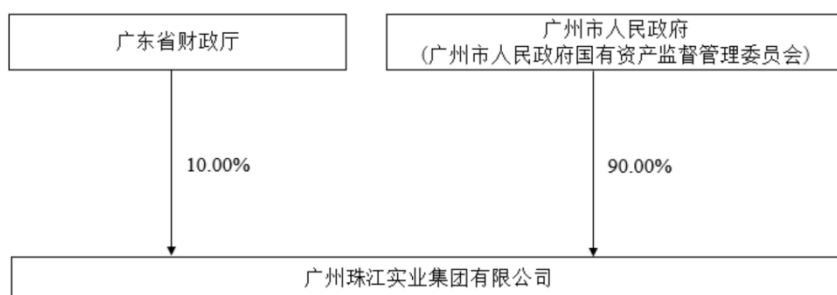 广东省财政厅
广州市人民政府
(广州市人民政府国有资产监督管理委员会)
10.00%
90.00%
广州珠江实业集团有限公司